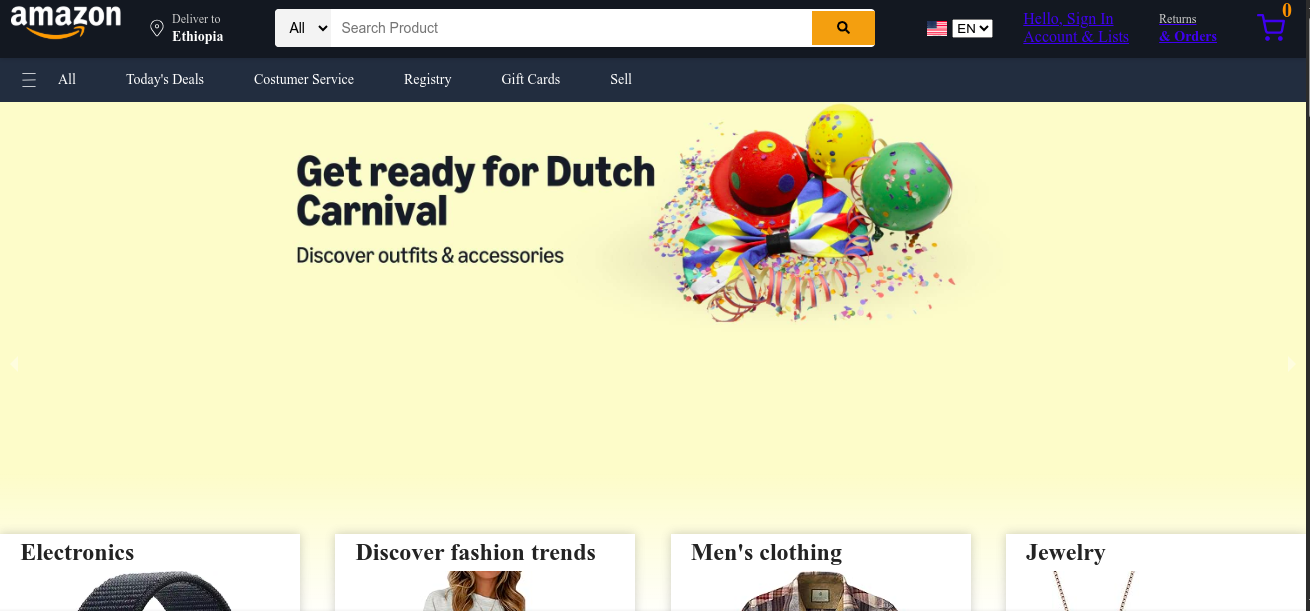 amazon
Deliver to
Ethiopia
All
Search Product
EN
Hello, Sign In
Account & Lists
Returns
& Orders
0
All
Today's Deals
Costumer Service
Registry
Gift Cards
Sell
Get ready for Dutch
Carnival
Discover outfits & accessories
Electronics
Discover fashion trends
Men's clothing
Jewelry